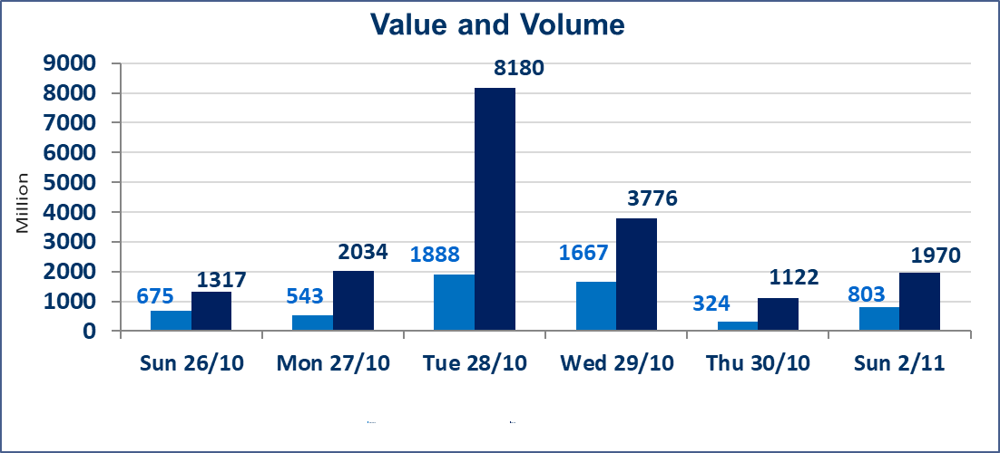 Value and Volume
Million
9000
8000
7000
6000
5000
4000
3000
2000
1000
0
675
1317
543
2034
1888
8180
1667
3776
324
1122
803
1970
Sun 26/10
Mon 27/10
Tue 28/10
Wed 29/10
Thu 30/10
Sun 2/11